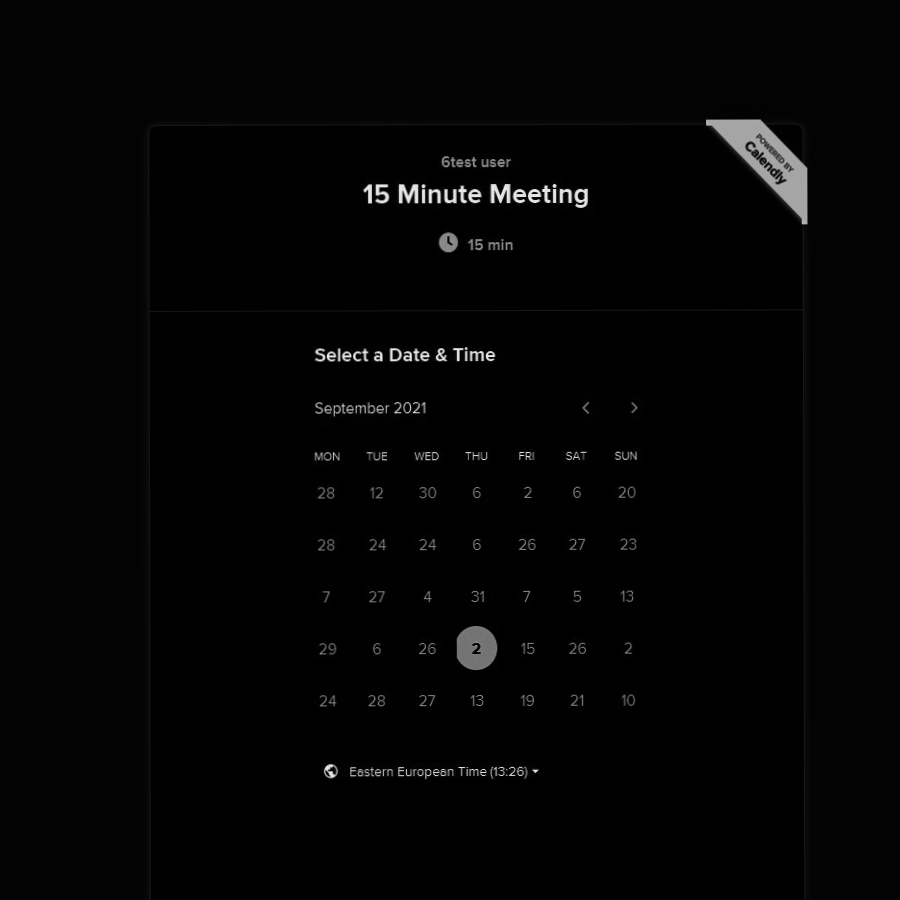 POWERED BY
Calendly
6test user
15 Minute Meeting
15 min
Select a Date & Time
September 2021
MON TUE WED THU FRI SAT SUN
28 12 30 6 2 6 20
28 24 24 6 26 27 23
7 27 4 31 7 5 13
29 6 26 2 15 26 2
24 28 27 13 19 21 10
Eastern European Time (13:26)